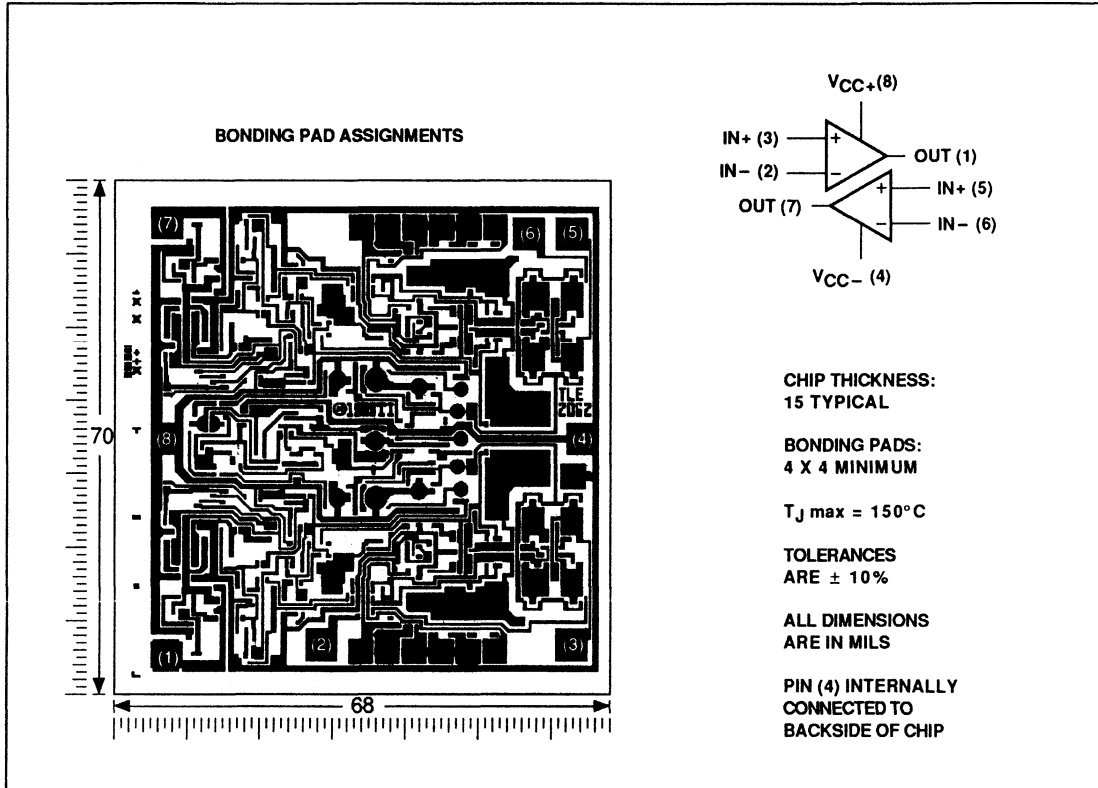 BONDING PAD ASSIGNMENTS
VCC+ (8)
IN+ (3)
+
OUT (1)
IN− (2)
−
+
IN+ (5)
OUT (7)
−
IN− (6)
VCC− (4)
(7)
(6)
(5)
TLE
2062
70
(8)
(4)
(1)
(2)
(3)
68
CHIP THICKNESS:
15 TYPICAL
BONDING PADS:
4 X 4 MINIMUM
TJ max = 150°C
TOLERANCES
ARE ± 10%
ALL DIMENSIONS
ARE IN MILS
PIN (4) INTERNALLY
CONNECTED TO
BACKSIDE OF CHIP